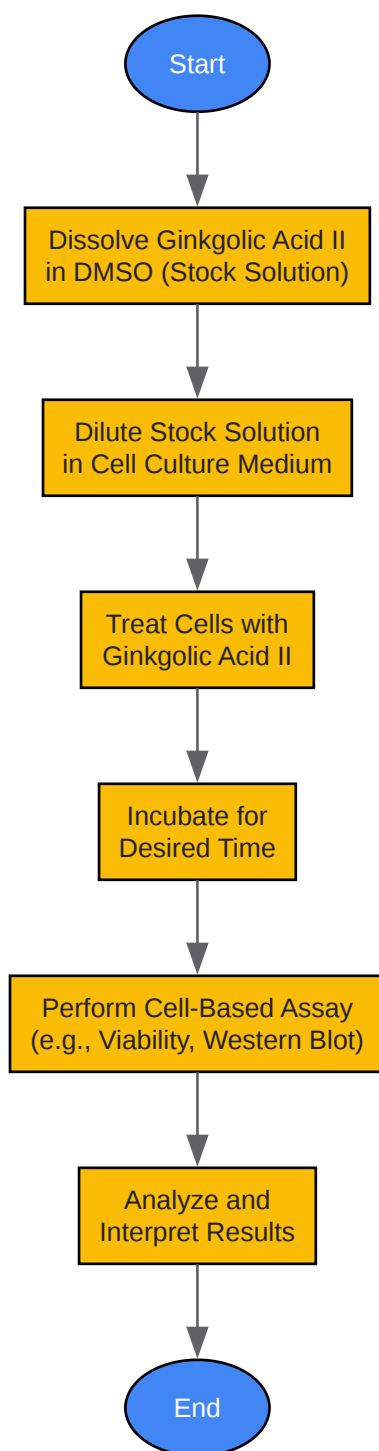 Start
Dissolve Ginkgolic Acid II
in DMSO (Stock Solution)
Dilute Stock Solution
in Cell Culture Medium
Treat Cells with
Ginkgolic Acid II
Incubate for
Desired Time
Perform Cell-Based Assay
(e.g., Viability, Western Blot)
Analyze and
Interpret Results
End